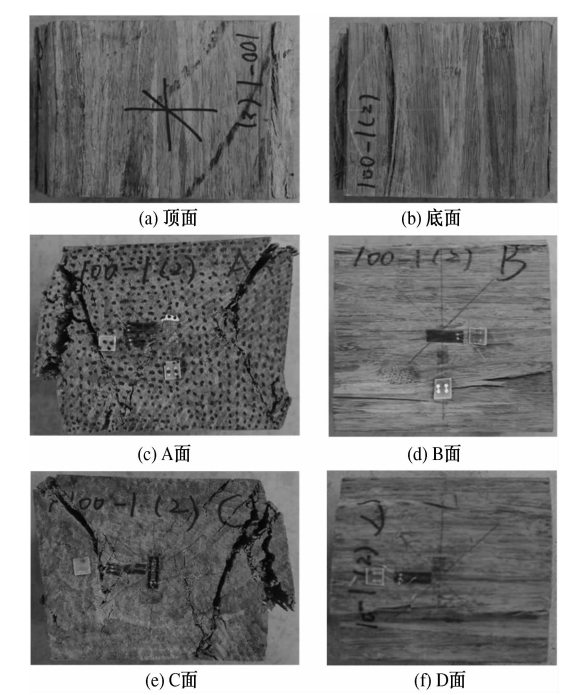 100-1(2)
100-1(2)
(a) 顶面
(b) 底面
100-1(2) A
100-1(2) B
(c) A面
(d) B面
100-1(2) C
10-1(2) D
(e) C面
(f) D面